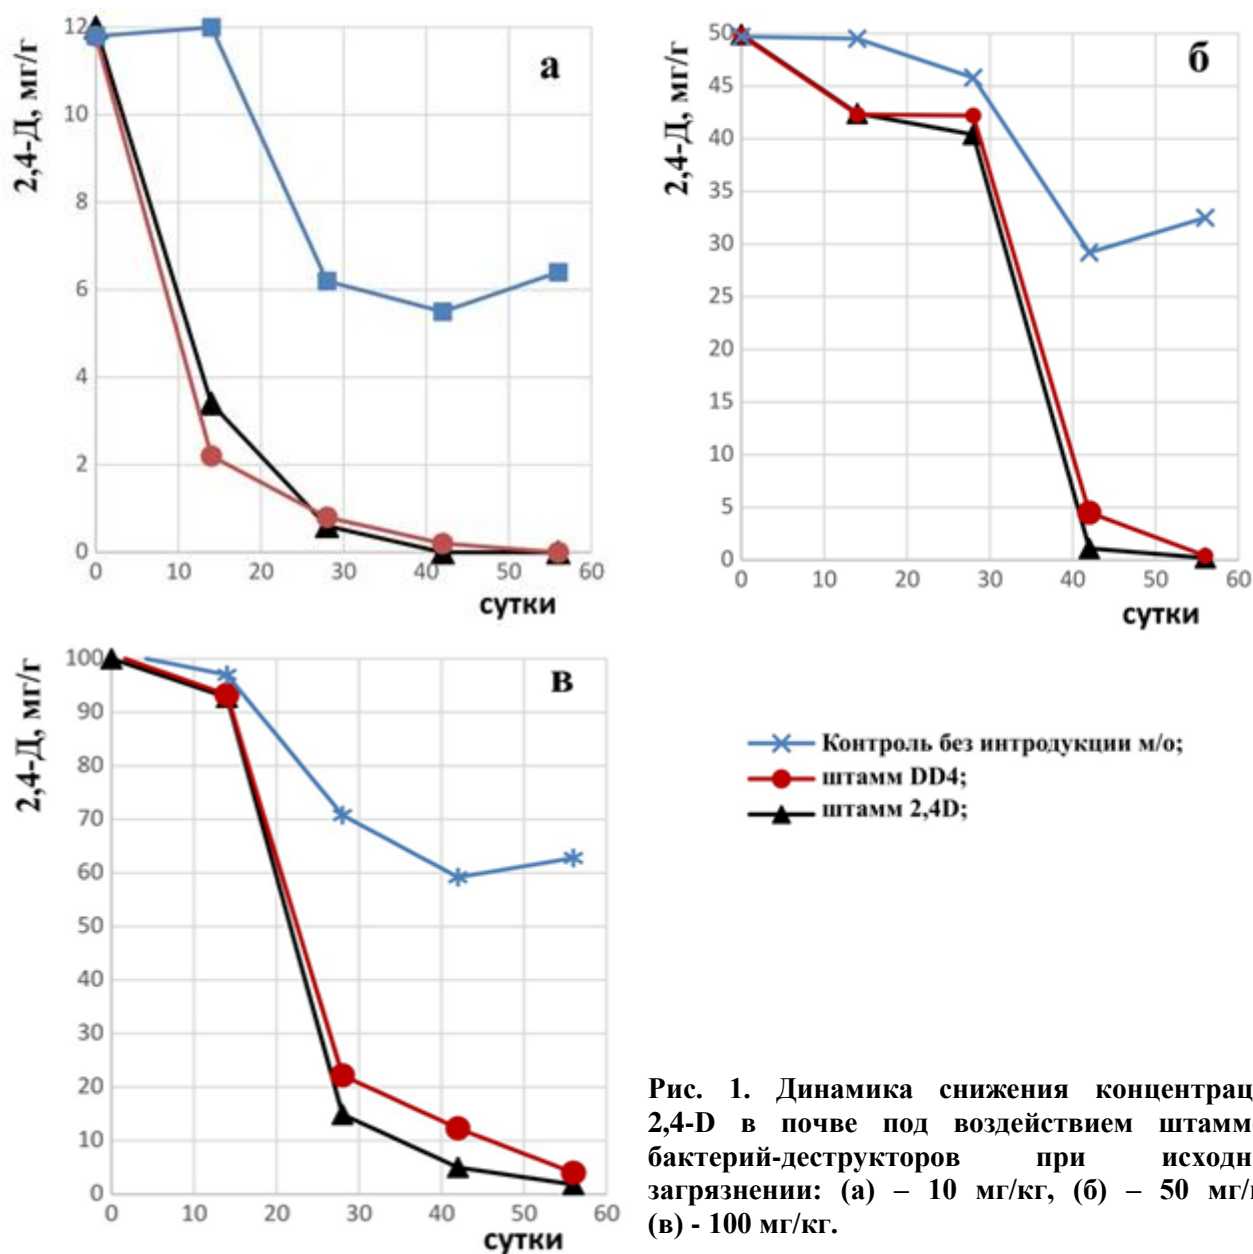 а
2,4-Д, мг/г
12
10
8
6
4
2
0
0 10 20 30 40 50 60
сутки
б
2,4-Д, мг/г
50
45
40
35
30
25
20
15
10
5
0
0 10 20 30 40 50 60
сутки
в
2,4-Д, мг/г
100
90
80
70
60
50
40
30
20
10
0
0 10 20 30 40 50 60
сутки
Контроль без интродукции м/о;
штамм DD4;
штамм 2,4D;
Рис. 1. Динамика снижения концентрац
2,4-D в почве под воздействием штамм
бактерий-деструкторов при исходн
загрязнении: (а) – 10 мг/кг, (б) – 50 мг/
(в) - 100 мг/кг.